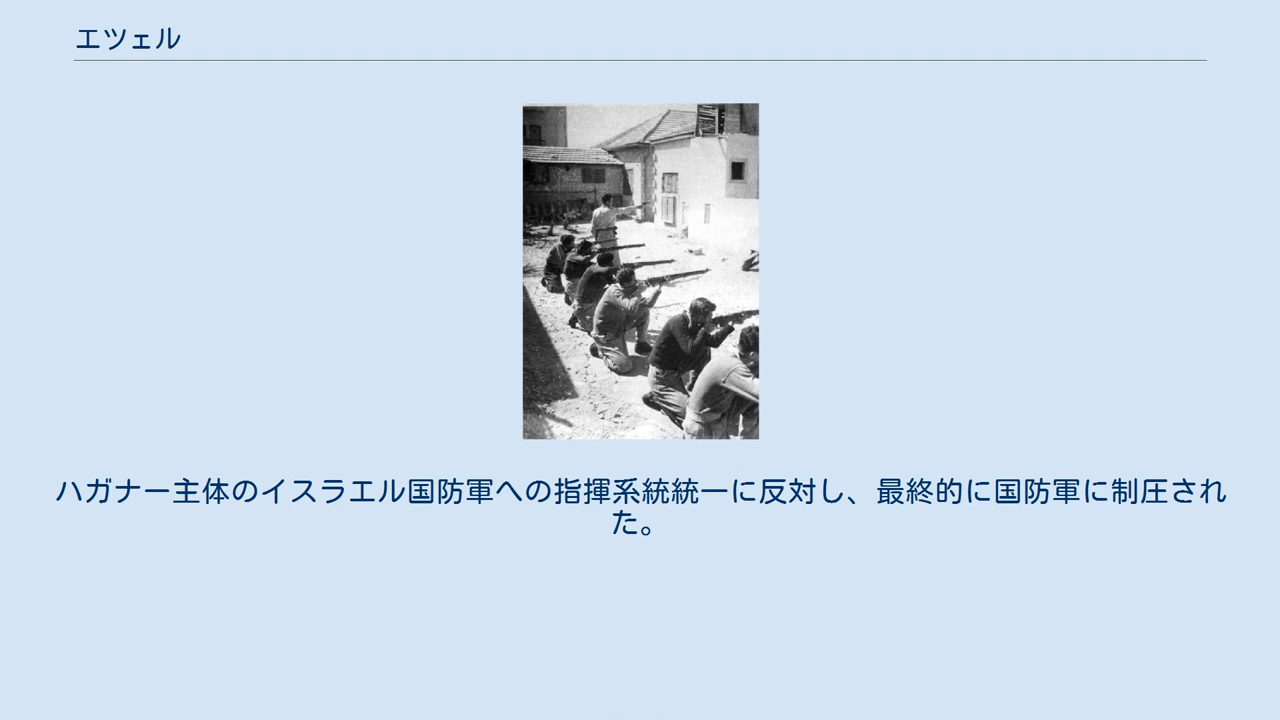 エツェル
ハガナー主体のイスラエル国防軍への指揮系統統一に反対し、最終的に国防軍に制圧され
た。